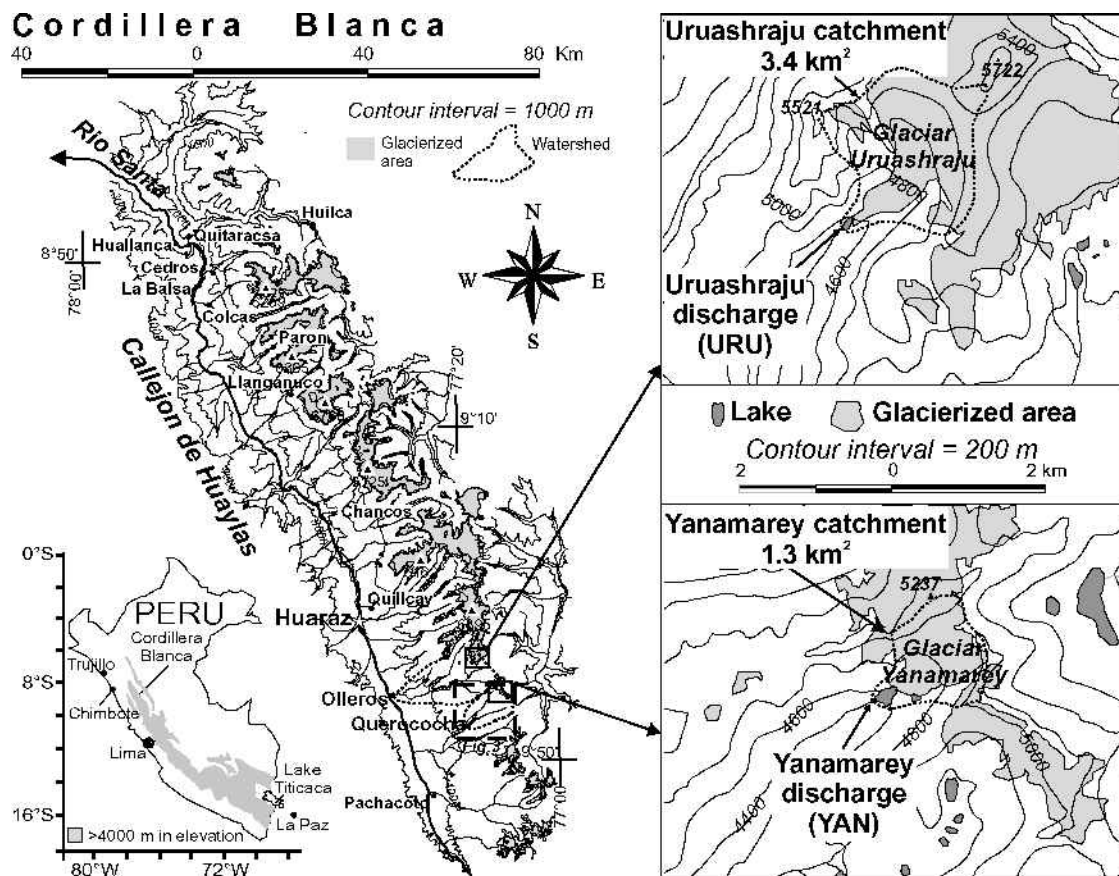 Cordillera Blanca
40 0 40 80 Km
Contour interval = 1000 m
Glacierized
area
Watershed
Rio Santa
Huilca
Quitaracsa
Huallanca
8°50'
78°00'
Cedros
La Balsa
Colcas
Paron
Llanganuco
Callejon de Huaylas
N
W E
S
77°20'
9°10'
Chancos
Quillcay
Huaraz
Olleros
Querococha
Fig.3
9°50'
77°00'
Pachacoto
0°S
8°S
16°S
80°W 72°W
PERU
Cordillera
Blanca
Trujillo
Chimbote
Lima
Lake
Titicaca
La Paz
>4000 m in elevation
Uruashraju catchment
3.4 km²
5400
5722
5521
Glaciar
Uruashraju
4800
5000
4600
Uruashraju
discharge
(URU)
Lake Glacierized area
Contour interval = 200 m
2 0 2 km
Yanamarey catchment
1.3 km²
5237
Glaciar
Yanamarey
4600
4800
5000
4400
Yanamarey
discharge
(YAN)